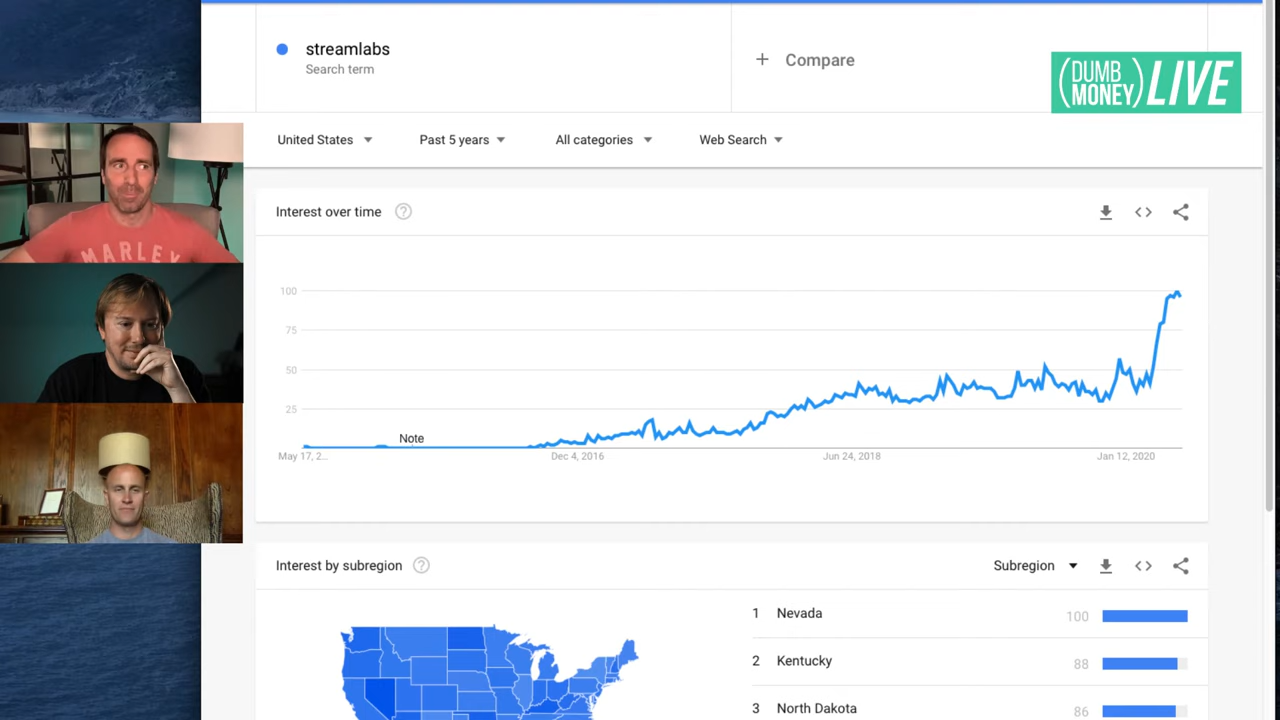 streamlabs
Search term
+ Compare
(DUMB MONEY) LIVE
United States
Past 5 years
All categories
Web Search
MARLEY
Interest over time
100
75
50
25
Note
May 17, 2...
Dec 4, 2016
Jun 24, 2018
Jan 12, 2020
Interest by subregion
Subregion
1 Nevada 100
2 Kentucky 88
3 North Dakota 86